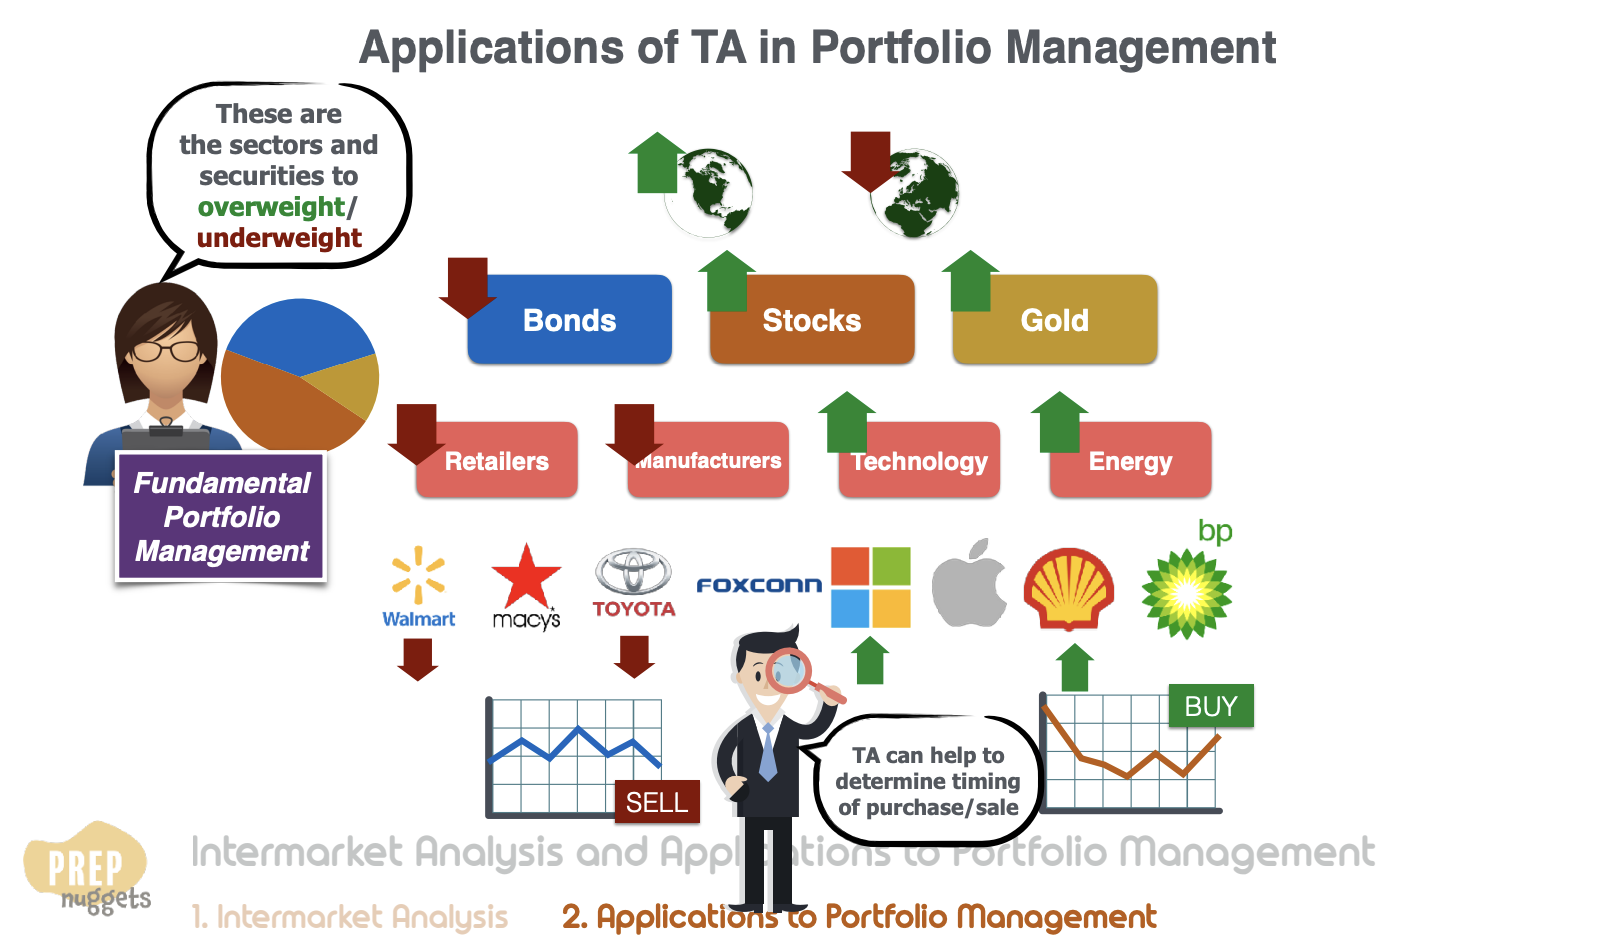 Applications of TA in Portfolio Management
These are
the sectors and
securities to
overweight/
underweight
Bonds
Stocks
Gold
Retailers
Manufacturers
Technology
Energy
Fundamental
Portfolio
Management
Walmart
macy's
TOYOTA
FOXCONN
bp
BUY
SELL
TA can help to
determine timing
of purchase/sale
PREP
nuggets
Intermarket Analysis and Applications to Portfolio Management
1. Intermarket Analysis
2. Applications to Portfolio Management